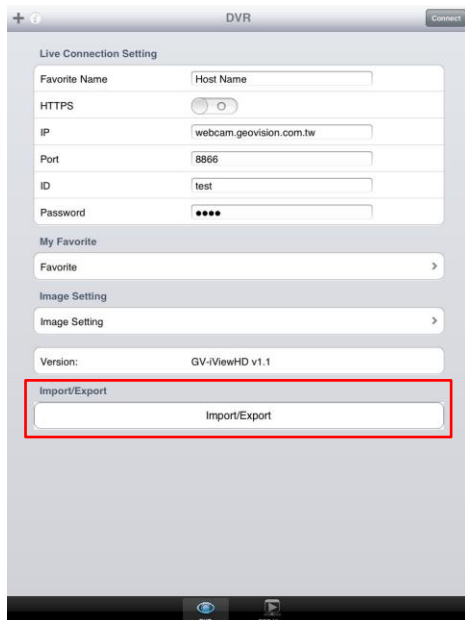 + DVR Connect
Live Connection Setting
Favorite Name Host Name
HTTPS O
IP webcam.geovision.com.tw
Port 8866
ID test
Password ••••
My Favorite
Favorite
Image Setting
Image Setting
Version: GV-iViewHD v1.1
Import/Export
Import/Export